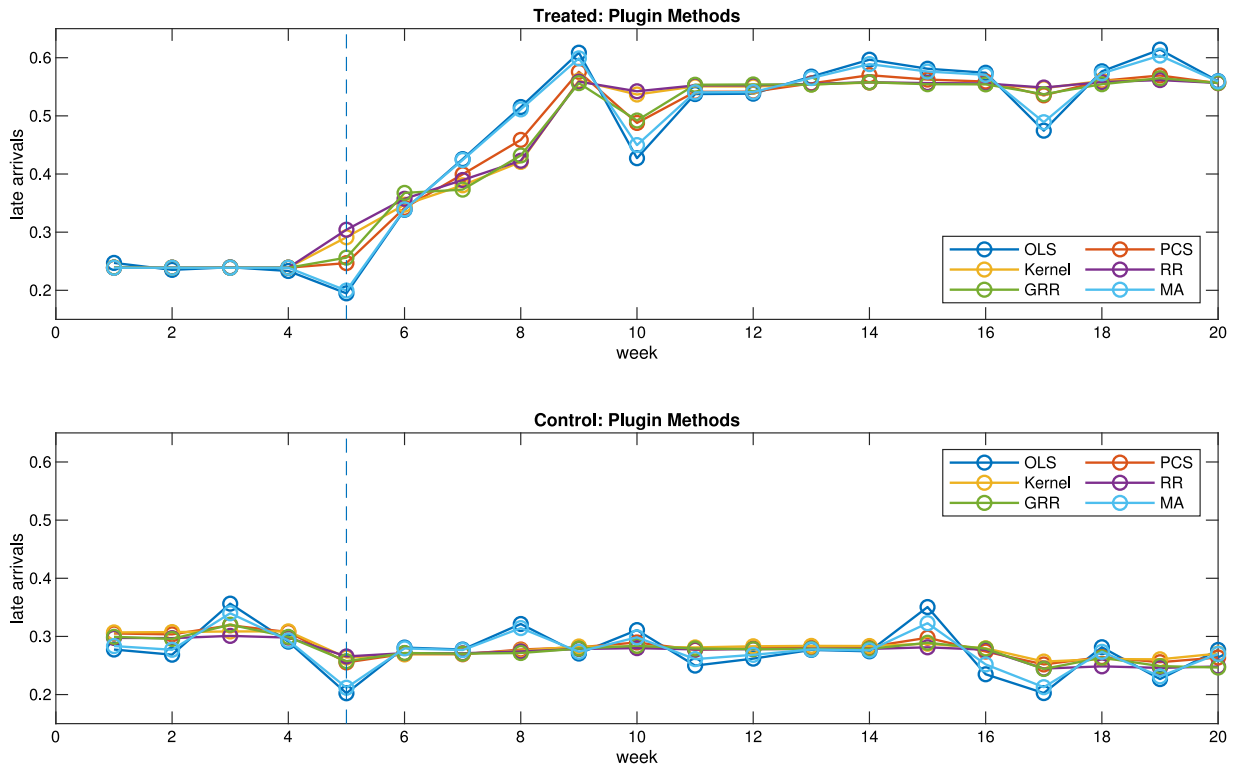 Treated: Plugin Methods
late arrivals
0.6
0.5
0.4
0.3
0.2
OLS PCS
Kernel RR
GRR MA
0 2 4 6 8 10 12 14 16 18 20
week
Control: Plugin Methods
late arrivals
0.6
0.5
0.4
0.3
0.2
OLS PCS
Kernel RR
GRR MA
0 2 4 6 8 10 12 14 16 18 20
week